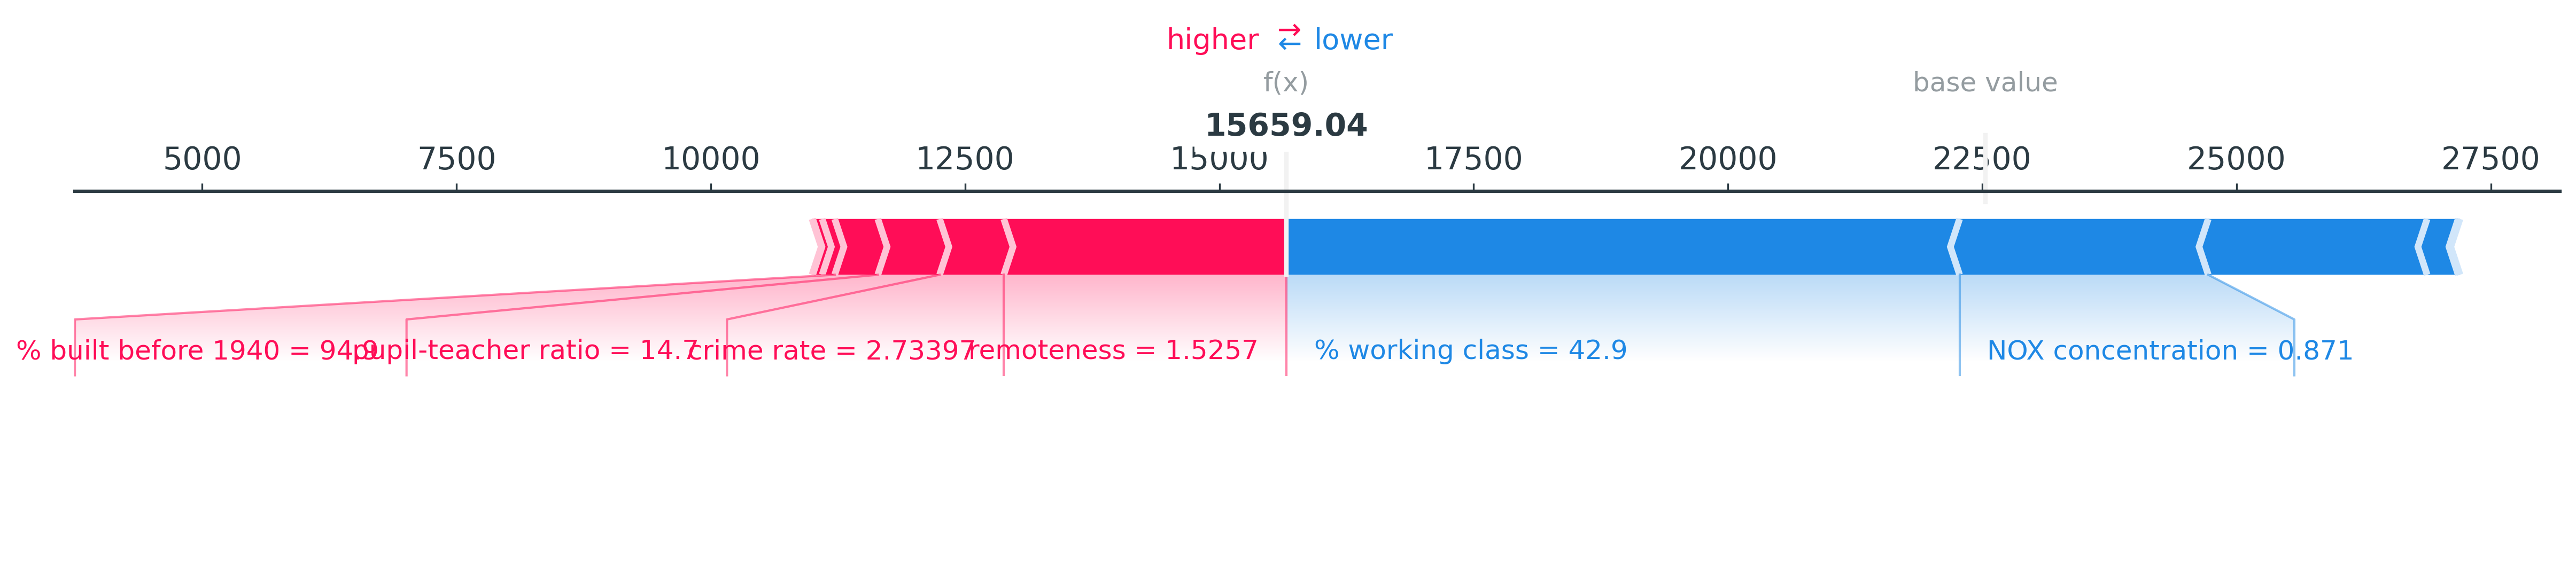 higher ⇄ lower
f(x) base value
15659.04
5000 7500 10000 12500 15000 17500 20000 22500 25000 27500
% built before 1940 = 94.9 pupil-teacher ratio = 14.7 crime rate = 2.73397 remoteness = 1.5257 % working class = 42.9 NOX concentration = 0.871